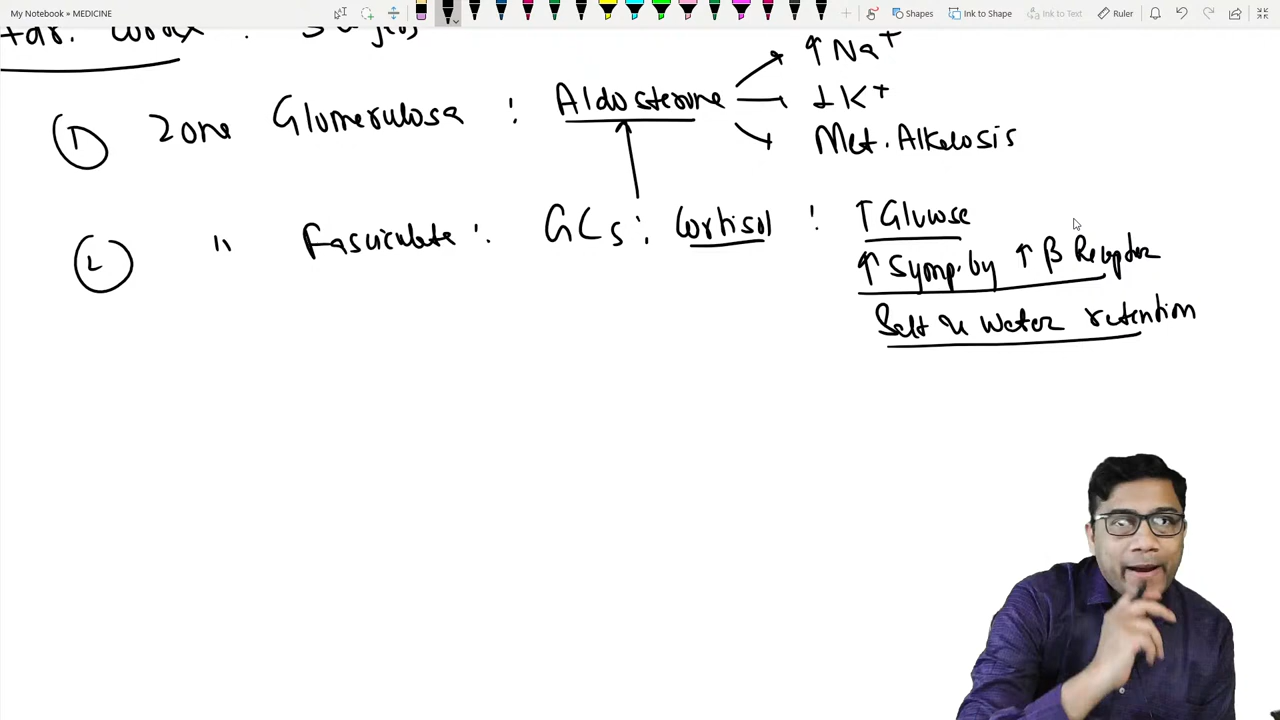 My Notebook » MEDICINE
Shapes Ink to Shape Ink to Text Ruler
① Zone Glomerulosa : Aldosterone
↑ Na+
↓ K+
Met. Alkalosis
② " Fasiculate : GCs : Cortisol : ↑ Glucose
↑ Symp. by ↑ β Receptor
Salt & Water retention